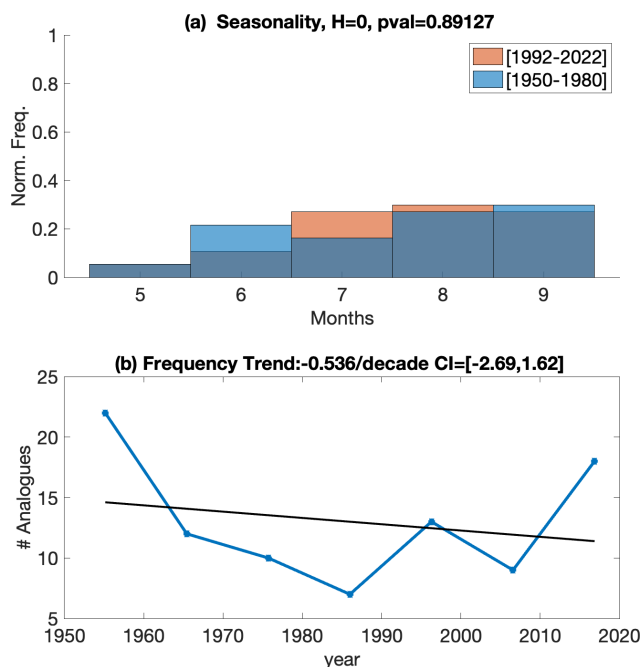 (a) Seasonality, H=0, pval=0.89127
1
[1992-2022]
[1950-1980]
0.8
0.6
Norm. Freq.
0.4
0.2
0
5 6 7 8 9
Months
(b) Frequency Trend:-0.536/decade CI=[-2.69,1.62]
25
20
# Analogues
15
10
5
1950 1960 1970 1980 1990 2000 2010 2020
year